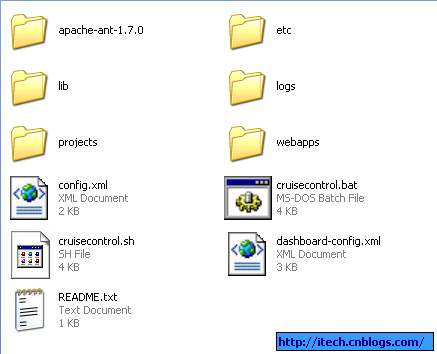 apache-ant-1.7.0
etc
lib
logs
projects
webapps
config.xml
XML Document
2 KB
cruisecontrol.bat
MS-DOS Batch File
4 KB
cruisecontrol.sh
SH File
4 KB
dashboard-config.xml
XML Document
3 KB
README.txt
Text Document
1 KB
http://itech.cnblogs.com/